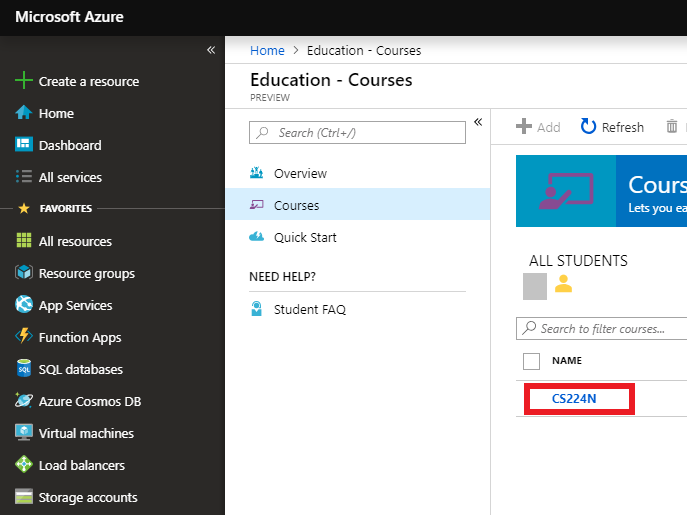 Microsoft Azure
«
Create a resource
Home
Dashboard
All services
FAVORITES
All resources
Resource groups
App Services
Function Apps
SQL databases
Azure Cosmos DB
Virtual machines
Load balancers
Storage accounts
Home > Education - Courses
Education - Courses
PREVIEW
«
Search (Ctrl+/)
Overview
Courses
Quick Start
NEED HELP?
Student FAQ
Add Refresh
Cours
Lets you ea
ALL STUDENTS
Search to filter courses...
NAME
CS224N